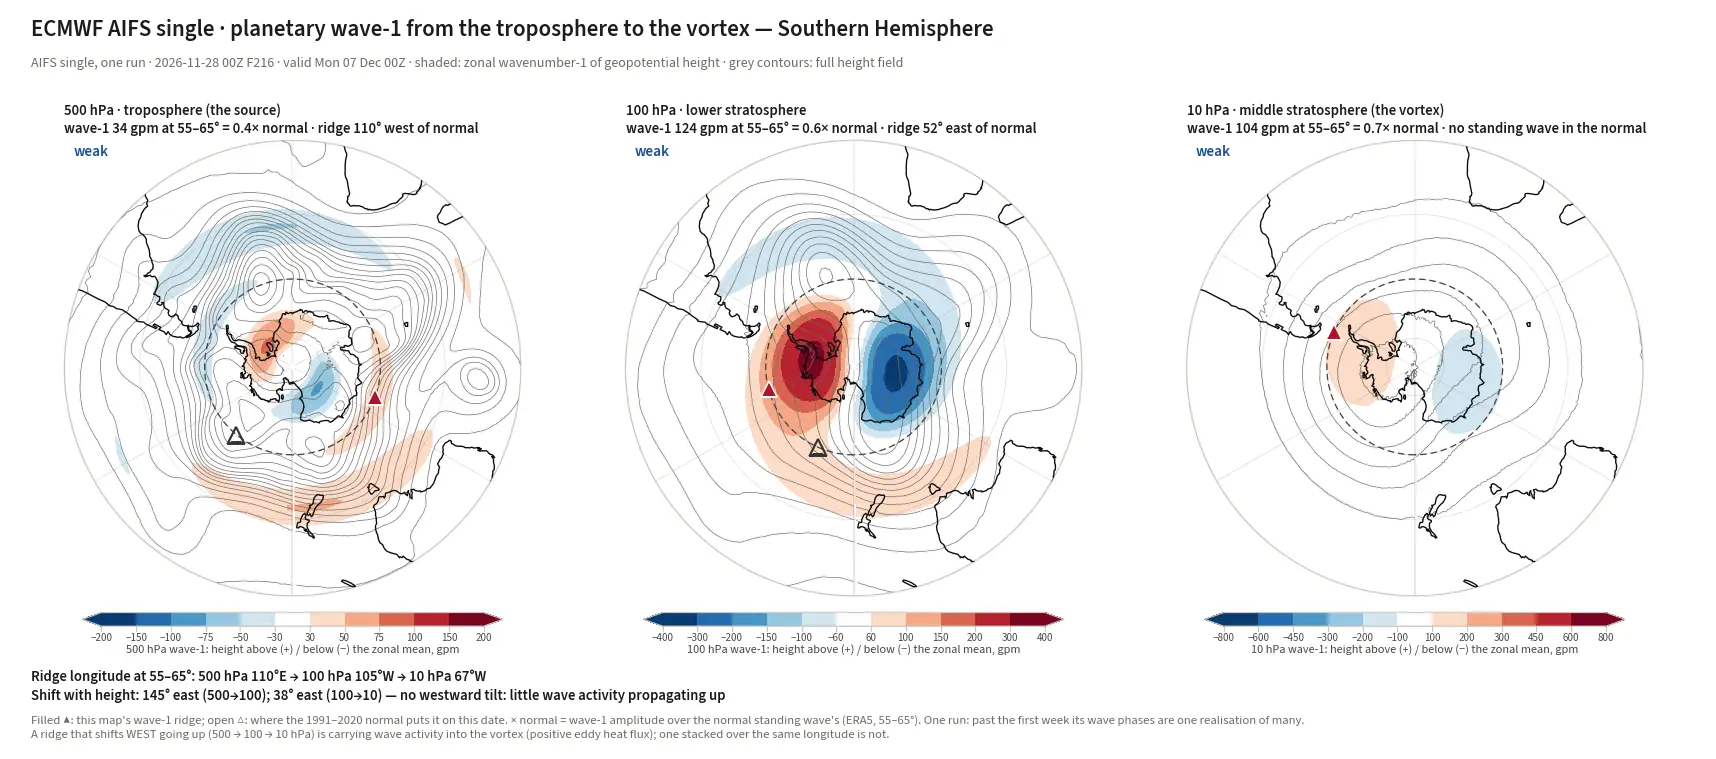 ECMWF AIFS single · planetary wave-1 from the troposphere to the vortex — Southern Hemisphere
AIFS single, one run · 2026-11-28 00Z F216 · valid Mon 07 Dec 00Z · shaded: zonal wavenumber-1 of geopotential height · grey contours: full height field
500 hPa · troposphere (the source)
wave-1 34 gpm at 55–65° = 0.4× normal · ridge 110° west of normal
weak
100 hPa · lower stratosphere
wave-1 124 gpm at 55–65° = 0.6× normal · ridge 52° east of normal
weak
10 hPa · middle stratosphere (the vortex)
wave-1 104 gpm at 55–65° = 0.7× normal · no standing wave in the normal
weak
−200 −150 −100 −75 −50 −30 30 50 75 100 150 200
500 hPa wave-1: height above (+) / below (−) the zonal mean, gpm
−400 −300 −200 −150 −100 −60 60 100 150 200 300 400
100 hPa wave-1: height above (+) / below (−) the zonal mean, gpm
−800 −600 −450 −300 −200 −100 100 200 300 450 600 800
10 hPa wave-1: height above (+) / below (−) the zonal mean, gpm
Ridge longitude at 55–65°: 500 hPa 110°E → 100 hPa 105°W → 10 hPa 67°W
Shift with height: 145° east (500→100); 38° east (100→10) — no westward tilt: little wave activity propagating up
Filled ▲: this map's wave-1 ridge; open △: where the 1991–2020 normal puts it on this date. × normal = wave-1 amplitude over the normal standing wave's (ERA5, 55–65°). One run: past the first week its wave phases are one realisation of many.
A ridge that shifts WEST going up (500 → 100 → 10 hPa) is carrying wave activity into the vortex (positive eddy heat flux); one stacked over the same longitude is not.